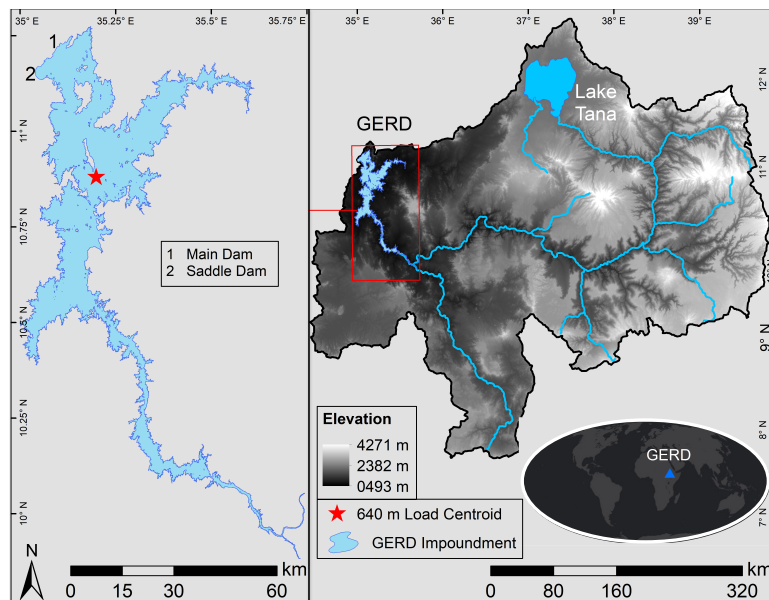 35° E
35.25°
35.5°
35.75°
11° N
10.75° N
10.5° N
10.25° N
10° N
1
2
1 Main Dam
2 Saddle Dam
N
km
0 15 30 60
35° E
36° E
37° E
38° E
39° E
12° N
11° N
9° N
8° N
7° N
Lake
Tana
GERD
Elevation
4271 m
2382 m
0493 m
640 m Load Centroid
GERD Impoundment
GERD
km
0 80 160 320